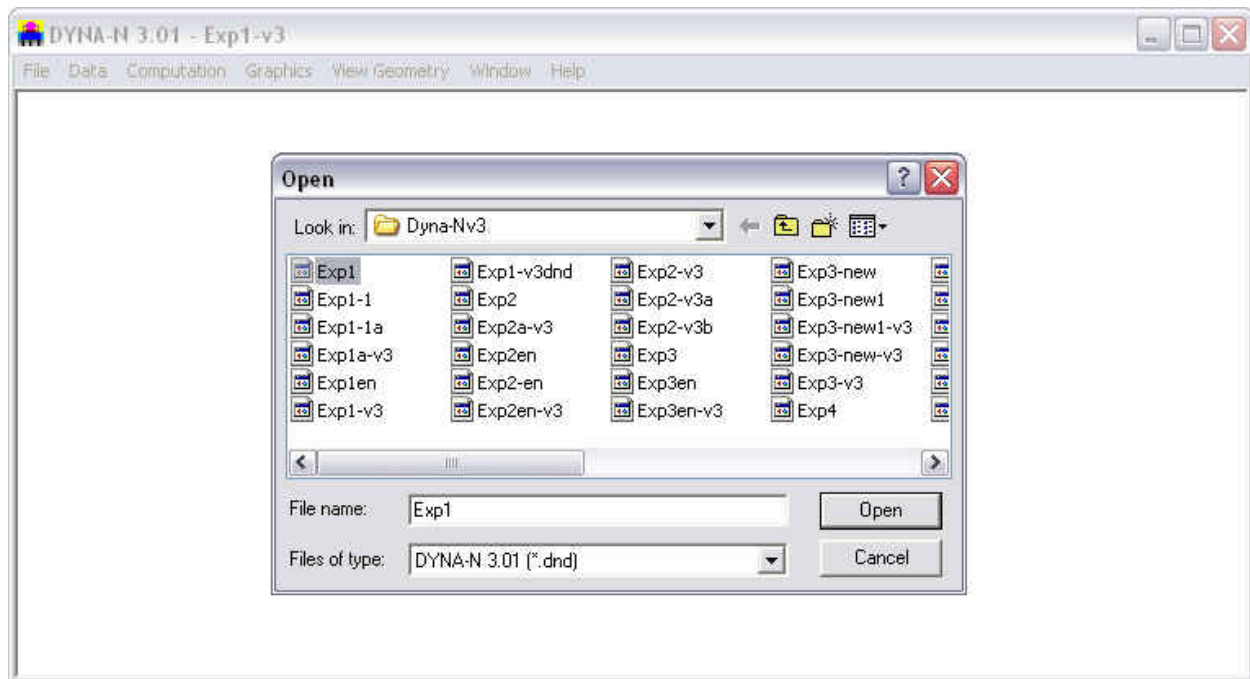 DYNA-N 3.01 - Exp1-v3
File Data Computation Graphics View Geometry Window Help
Open
Look in: Dyna-Nv3
Exp1 Exp1-v3dnd Exp2-v3 Exp3-new
Exp1-1 Exp2 Exp2-v3a Exp3-new1
Exp1-1a Exp2a-v3 Exp2-v3b Exp3-new1-v3
Exp1a-v3 Exp2en Exp3 Exp3-new-v3
Exp1en Exp2-en Exp3en Exp3-v3
Exp1-v3 Exp2en-v3 Exp3en-v3 Exp4
File name: Exp1 Open
Files of type: DYNA-N 3.01 (*.dnd) Cancel